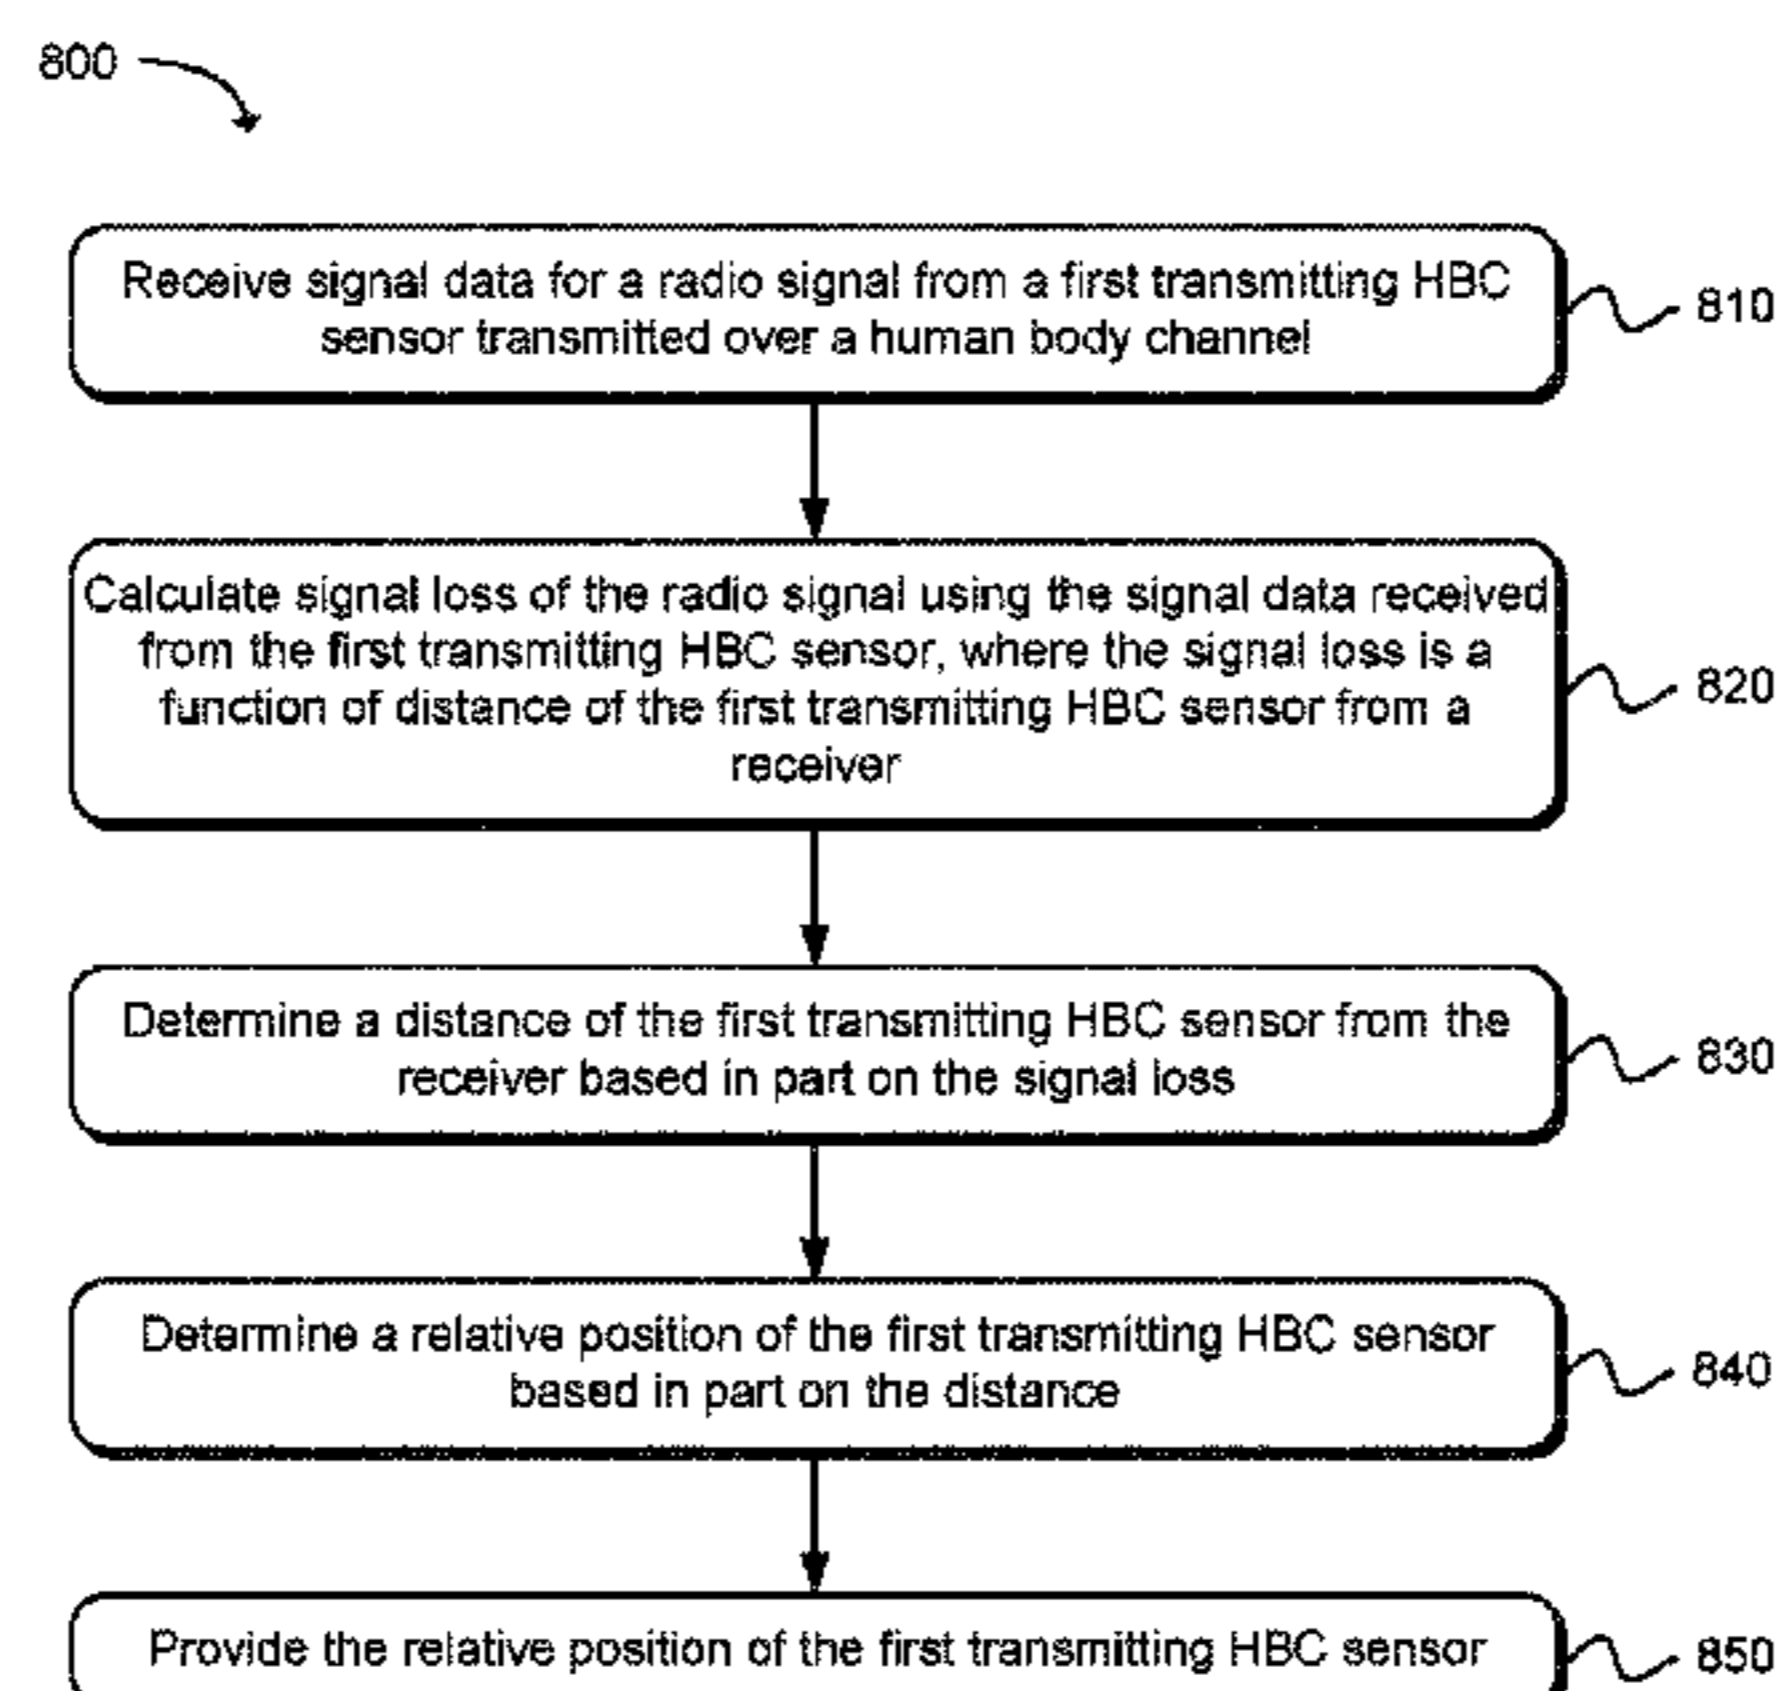 800
Receive signal data for a radio signal from a first transmitting HBC
sensor transmitted over a human body channel
810
Calculate signal loss of the radio signal using the signal data received
from the first transmitting HBC sensor, where the signal loss is a
function of distance of the first transmitting HBC sensor from a
receiver
820
Determine a distance of the first transmitting HBC sensor from the
receiver based in part on the signal loss
830
Determine a relative position of the first transmitting HBC sensor
based in part on the distance
840
Provide the relative position of the first transmitting HBC sensor
850